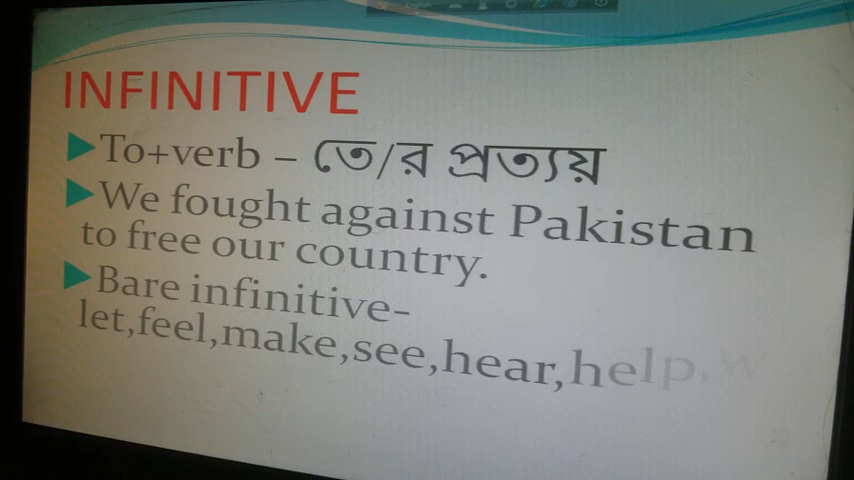 INFINITIVE
To+verb – তে/র প্রত্যয়
We fought against Pakistan
to free our country.
Bare infinitive-
let,feel,make,see,hear,help,w